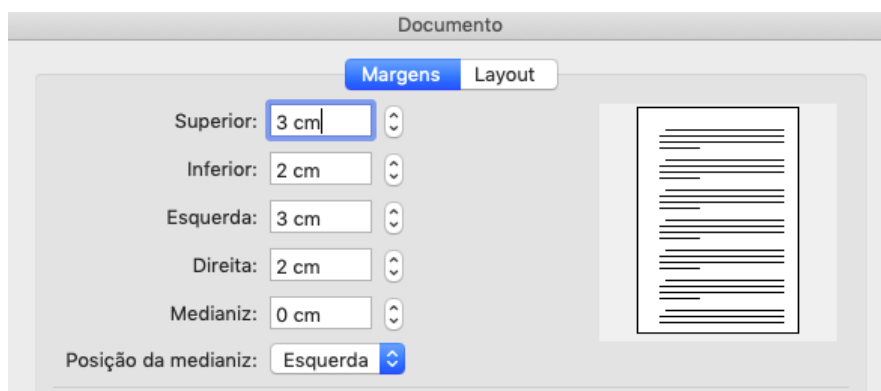 Documento
Margens Layout
Superior: 3 cm
Inferior: 2 cm
Esquerda: 3 cm
Direita: 2 cm
Medianiz: 0 cm
Posição da medianiz: Esquerda